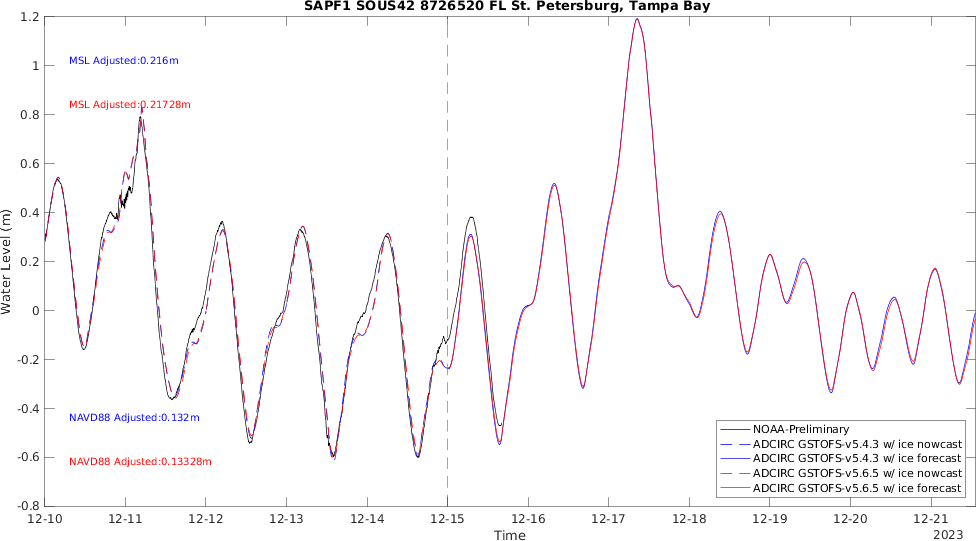 SAPF1 SOUS42 8726520 FL St. Petersburg, Tampa Bay
1.2
1
0.8
0.6
0.4
0.2
0
-0.2
-0.4
-0.6
-0.8
Water Level (m)
MSL Adjusted:0.216m
MSL Adjusted:0.21728m
NAVD88 Adjusted:0.132m
NAVD88 Adjusted:0.13328m
NOAA-Preliminary
ADCIRC GSTOFS-v5.4.3 w/ ice nowcast
ADCIRC GSTOFS-v5.4.3 w/ ice forecast
ADCIRC GSTOFS-v5.6.5 w/ ice nowcast
ADCIRC GSTOFS-v5.6.5 w/ ice forecast
12-10 12-11 12-12 12-13 12-14 12-15 12-16 12-17 12-18 12-19 12-20 12-21
Time
2023